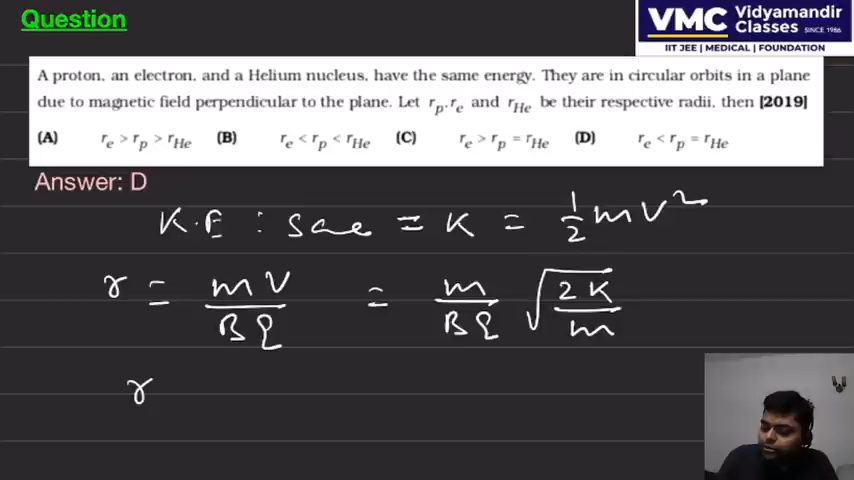 Question
VMC Vidyamandir Classes SINCE 1986
IIT JEE | MEDICAL | FOUNDATION
A proton, an electron, and a Helium nucleus, have the same energy. They are in circular orbits in a plane
due to magnetic field perpendicular to the plane. Let r_p, r_e and r_He be their respective radii, then [2019]
(A) r_e > r_p > r_He (B) r_e < r_p < r_He (C) r_e > r_p = r_He (D) r_e < r_p = r_He
Answer: D
K.E : Same = K = 1/2 m v²
r = mv/Bq = m/Bq √(2K/m)
r